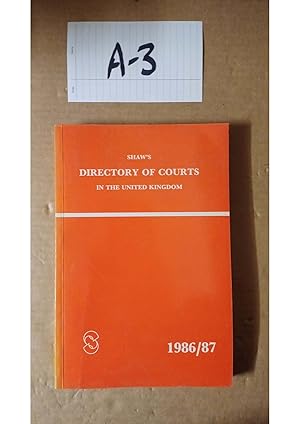 A-3
SHAW'S
DIRECTORY OF COURTS
IN THE UNITED KINGDOM
1986/87